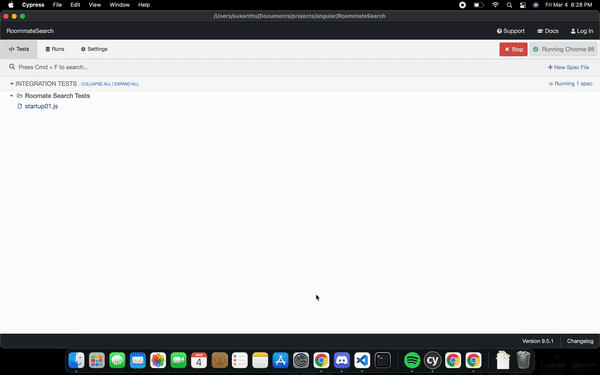 Cypress File Edit View Window Help Fri Mar 4 8:28 PM
/Users/sukanths/Documents/projects/angular/RoommateSearch
RoommateSearch Support Docs Log In
</> Tests Runs Settings Stop Running Chrome 98
Press Cmd + F to search... + New Spec File
INTEGRATION TESTS COLLAPSE ALL | EXPAND ALL Running 1 spec
Roomate Search Tests
startup01.js
Version 9.5.1 Changelog
4
cy